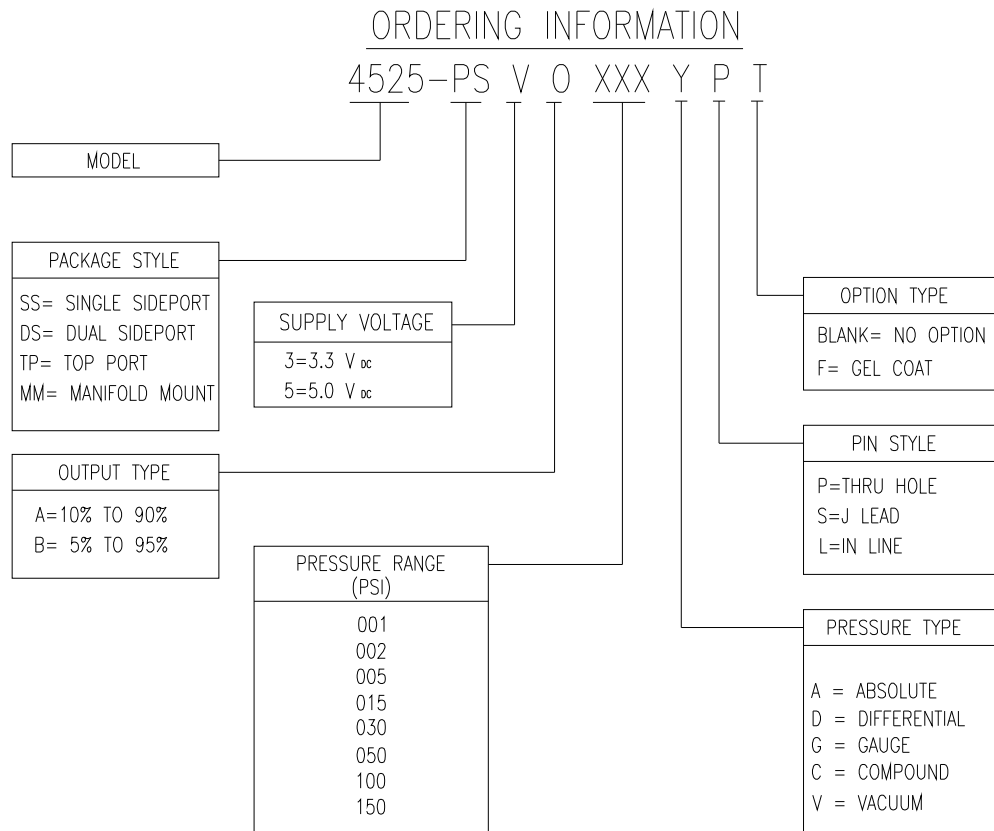 ORDERING INFORMATION
4525-PS V O XXX Y P T
MODEL
PACKAGE STYLE
SS= SINGLE SIDEPORT
DS= DUAL SIDEPORT
TP= TOP PORT
MM= MANIFOLD MOUNT
SUPPLY VOLTAGE
3=3.3 V DC
5=5.0 V DC
OUTPUT TYPE
A=10% TO 90%
B= 5% TO 95%
PRESSURE RANGE
(PSI)
001
002
005
015
030
050
100
150
OPTION TYPE
BLANK= NO OPTION
F= GEL COAT
PIN STYLE
P=THRU HOLE
S=J LEAD
L=IN LINE
PRESSURE TYPE
A = ABSOLUTE
D = DIFFERENTIAL
G = GAUGE
C = COMPOUND
V = VACUUM